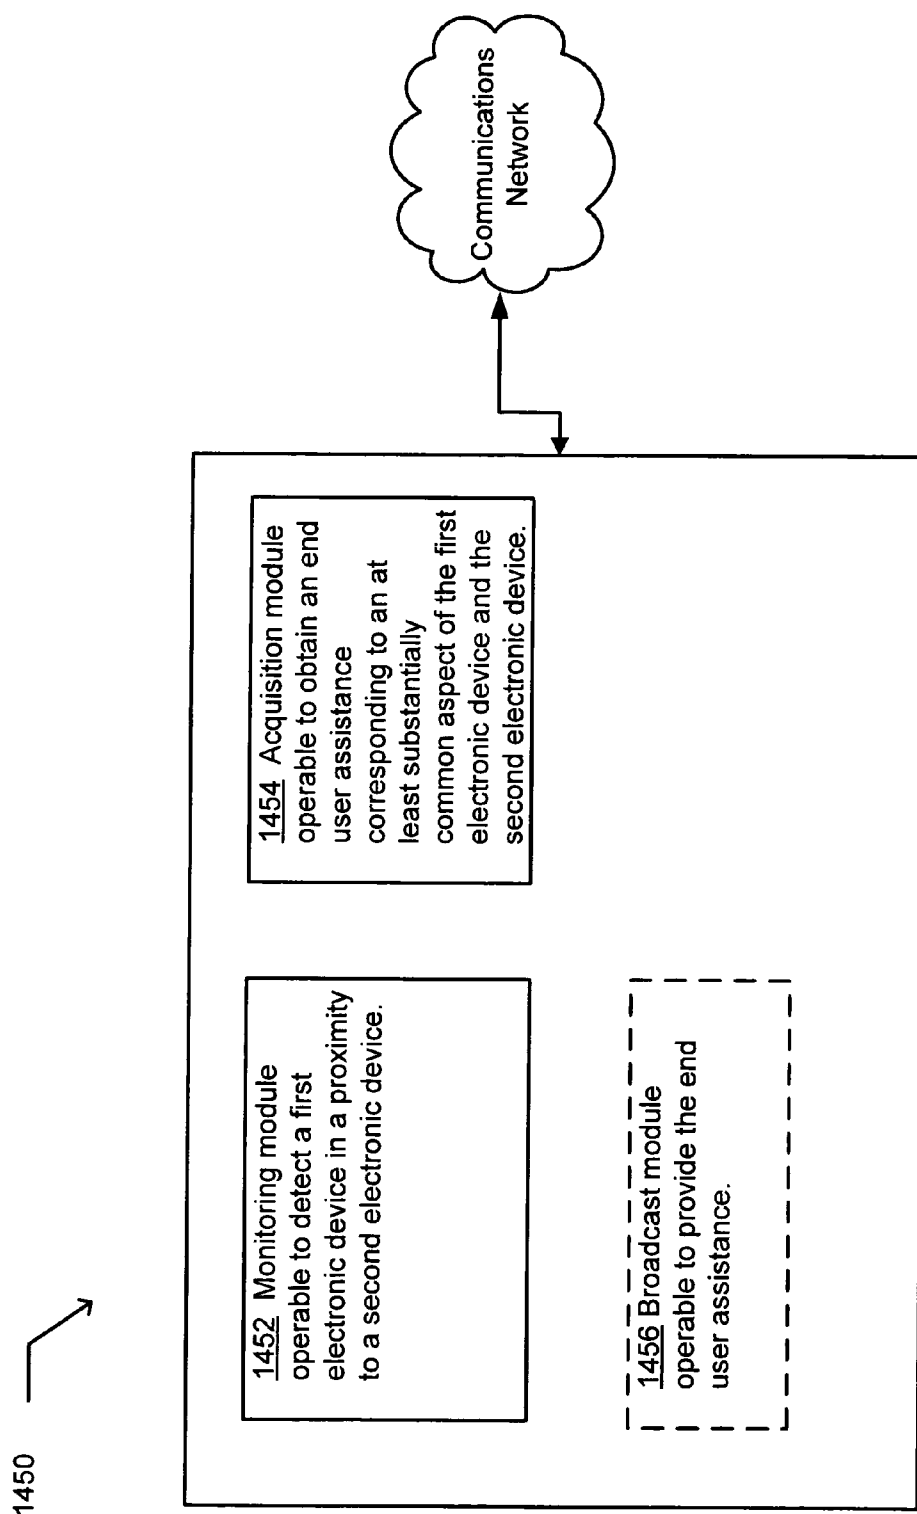 1450
1452 Monitoring module
operable to detect a first
electronic device in a proximity
to a second electronic device.
1454 Acquisition module
operable to obtain an end
user assistance
corresponding to an at
least substantially
common aspect of the first
electronic device and the
second electronic device.
1456 Broadcast module
operable to provide the end
user assistance.
Communications
Network